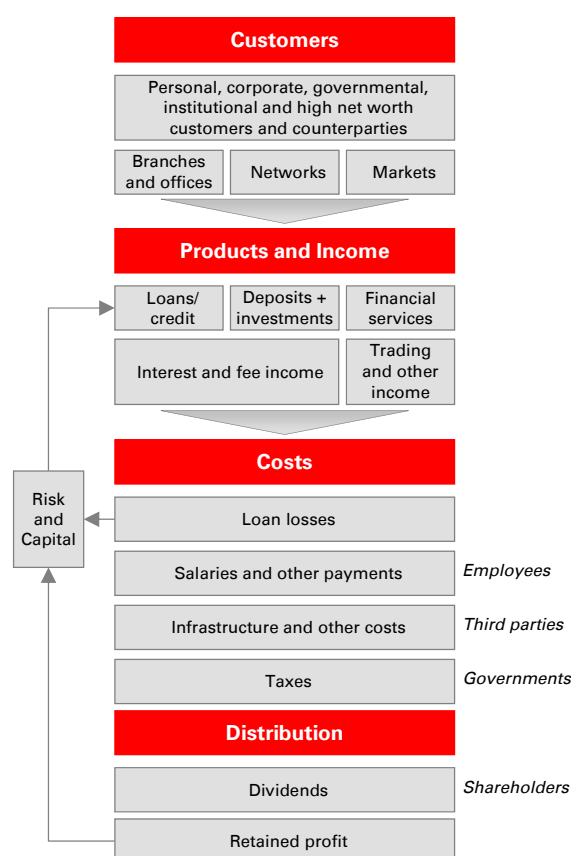 Customers
Personal, corporate, governmental,
institutional and high net worth
customers and counterparties
Branches
and offices
Networks
Markets
Products and Income
Loans/
credit
Deposits +
investments
Financial
services
Interest and fee income
Trading
and other
income
Costs
Risk
and
Capital
Loan losses
Salaries and other payments
Employees
Infrastructure and other costs
Third parties
Taxes
Governments
Distribution
Dividends
Shareholders
Retained profit